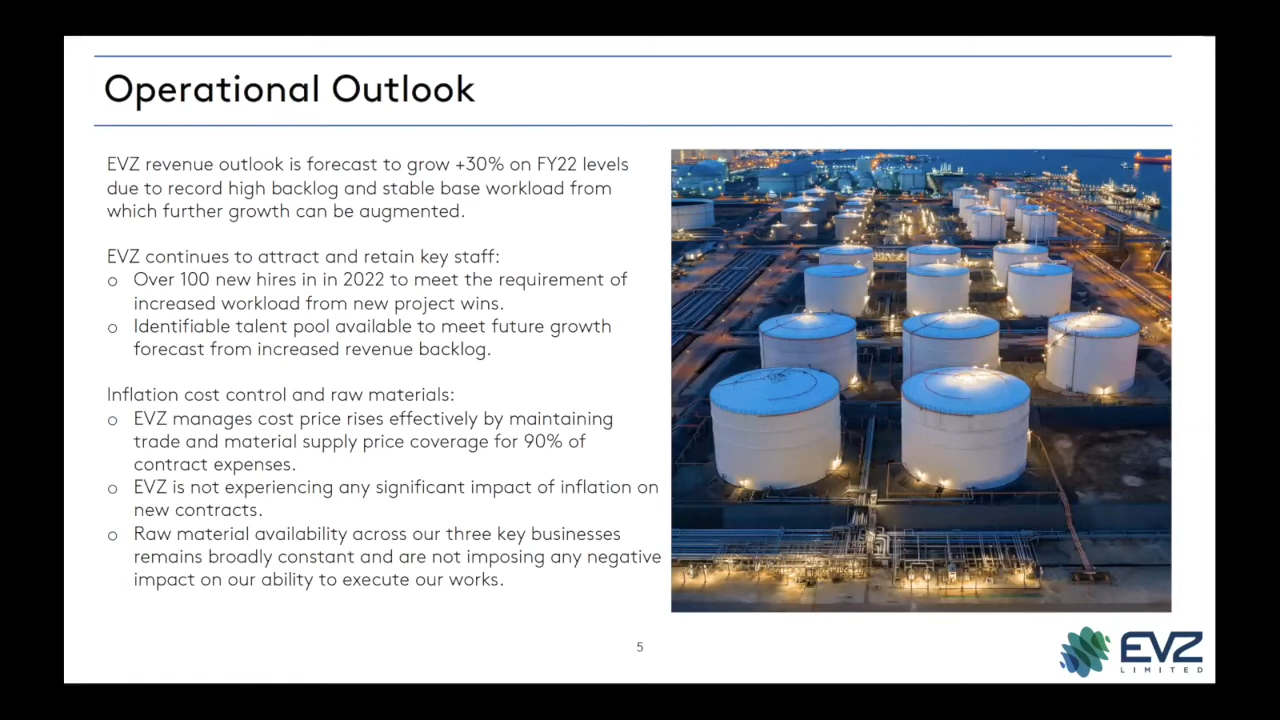 Operational Outlook
EVZ revenue outlook is forecast to grow +30% on FY22 levels
due to record high backlog and stable base workload from
which further growth can be augmented.
EVZ continues to attract and retain key staff:
o Over 100 new hires in in 2022 to meet the requirement of
increased workload from new project wins.
o Identifiable talent pool available to meet future growth
forecast from increased revenue backlog.
Inflation cost control and raw materials:
o EVZ manages cost price rises effectively by maintaining
trade and material supply price coverage for 90% of
contract expenses.
o EVZ is not experiencing any significant impact of inflation on
new contracts.
o Raw material availability across our three key businesses
remains broadly constant and are not imposing any negative
impact on our ability to execute our works.
5
EVZ
LIMITED